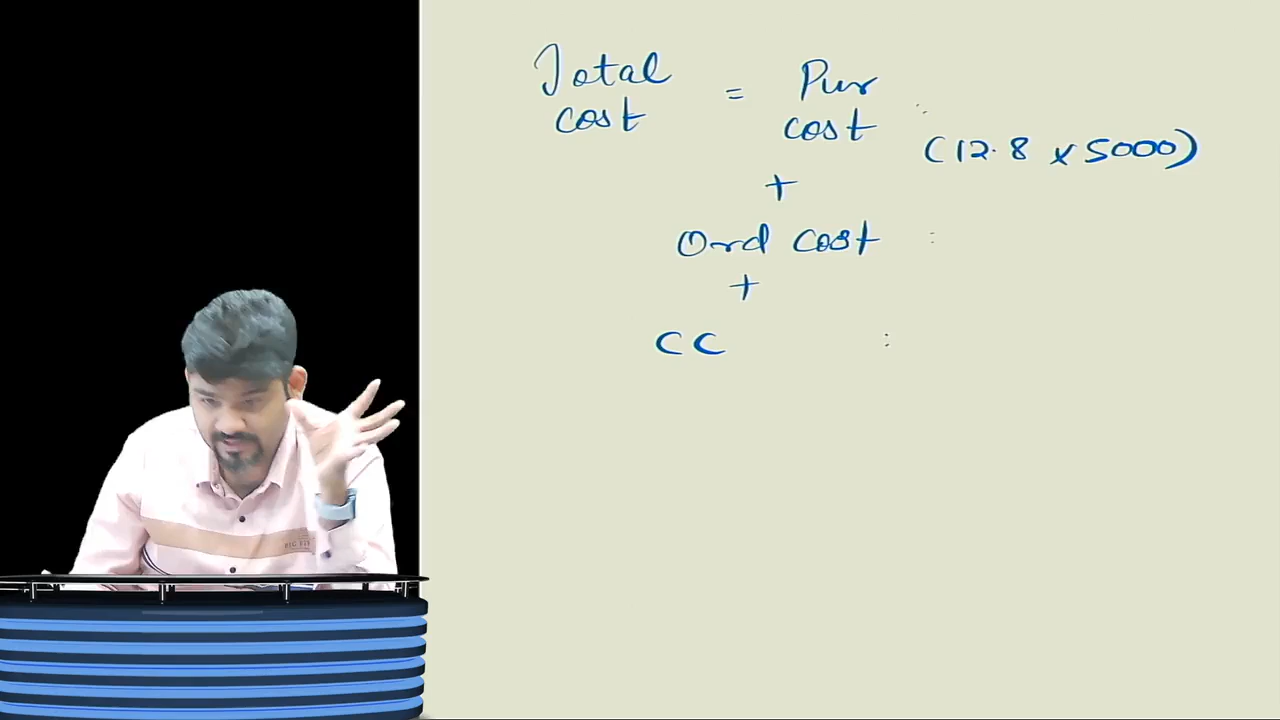 Total = Pur
cost cost : (12.8 x 5000)
+
Ord cost :
+
CC :